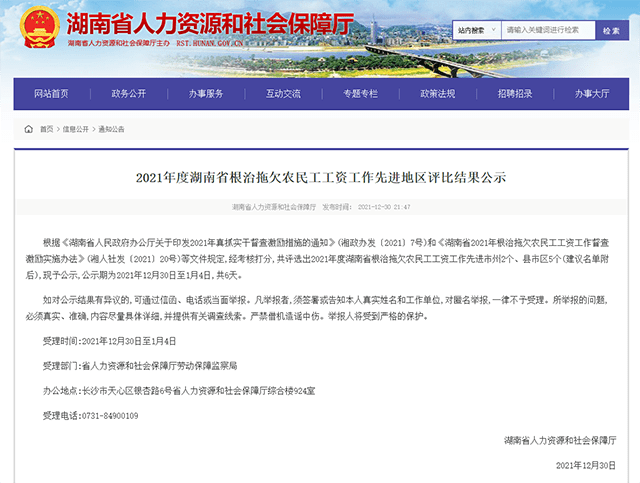 湖南省人力资源和社会保障厅
湖南省人力资源和社会保障厅主办 RST.HUNAN.GOV.CN
站内搜索 请输入关键词进行搜索 检 索
网站首页 政务公开 办事服务 互动交流 专题专栏 政策法规 招聘招录 办事大厅
首页 > 信息公开 > 通知公告
2021年度湖南省根治拖欠农民工工资工作先进地区评比结果公示
湖南省人力资源和社会保障厅 发布时间: 2021-12-30 21:47
根据《湖南省人民政府办公厅关于印发2021年真抓实干督查激励措施的通知》(湘政办发〔2021〕7号)和《湖南省2021年根治拖欠农民工工资工作督查
激励实施办法》(湘人社发〔2021〕20号)等文件规定,经考核打分,共评选出2021年度湖南省根治拖欠农民工工资工作先进市州2个、县市区5个(建议名单附
后),现予公示,公示期为2021年12月30日至1月4日,共6天。
如对公示结果有异议的,可通过信函、电话或当面举报。凡举报者,须签署或告知本人真实姓名和工作单位,对匿名举报,一律不予受理。所举报的问题,
必须真实、准确,内容尽量具体详细,并提供有关调查线索。严禁借机造谣中伤。举报人将受到严格的保护。
受理时间:2021年12月30日至1月4日
受理部门:省人力资源和社会保障厅劳动保障监察局
办公地点:长沙市天心区银杏路6号省人力资源和社会保障厅综合楼924室
受理电话:0731-84900109
湖南省人力资源和社会保障厅
2021年12月30日